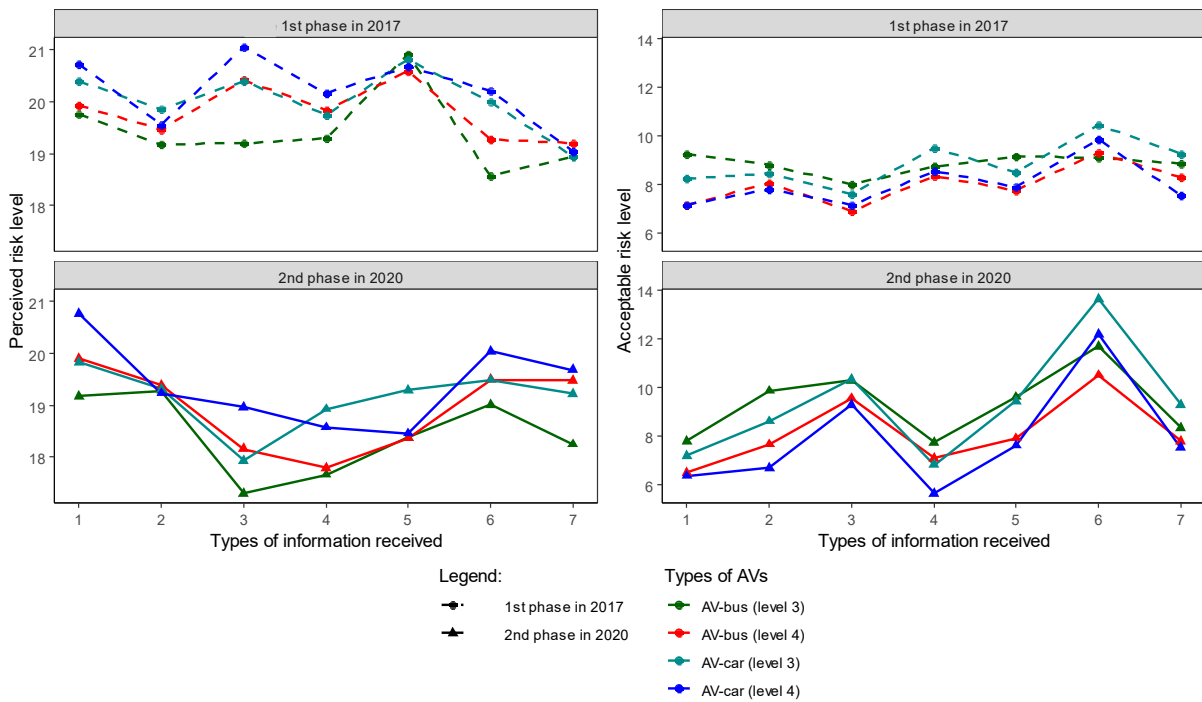 1st phase in 2017
21
20
19
18
2nd phase in 2020
21
20
19
18
Perceived risk level
1 2 3 4 5 6 7
Types of information received
1st phase in 2017
14
12
10
8
6
2nd phase in 2020
14
12
10
8
6
Acceptable risk level
1 2 3 4 5 6 7
Types of information received
Legend:
1st phase in 2017
2nd phase in 2020
Types of AVs
AV-bus (level 3)
AV-bus (level 4)
AV-car (level 3)
AV-car (level 4)